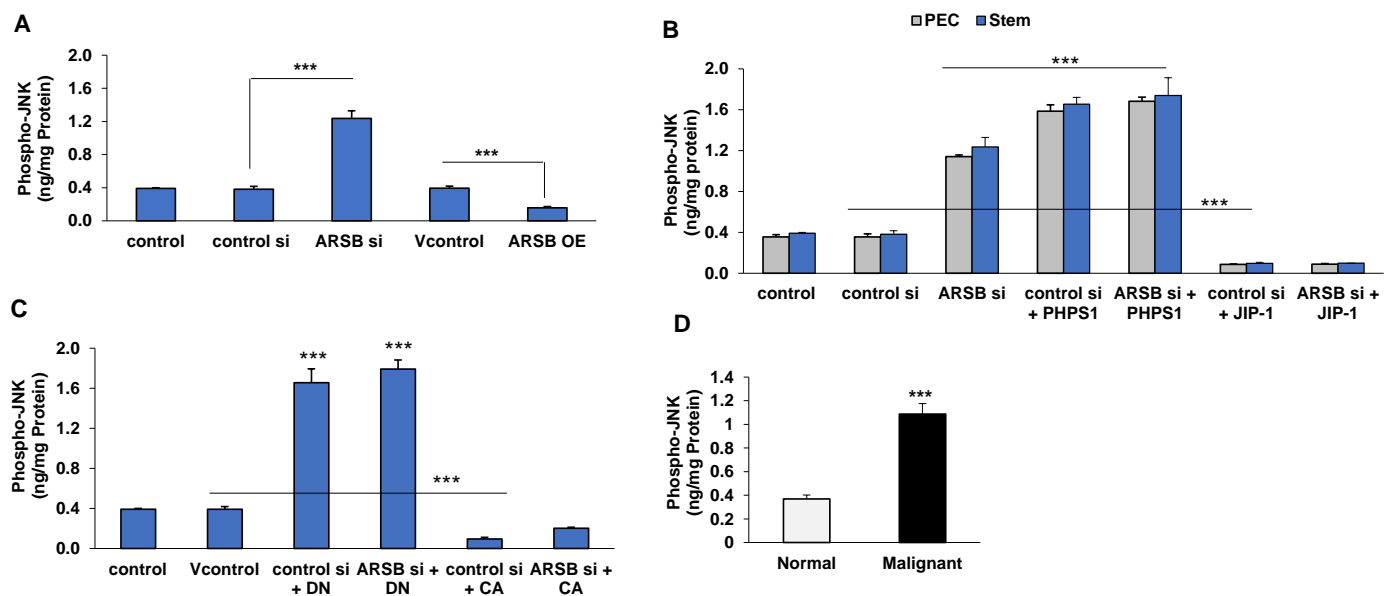 A
Phospho-JNK
(ng/mg Protein)
2.0
1.6
1.2
0.8
0.4
0.0
***
***
control
control si
ARSB si
Vcontrol
ARSB OE
PEC
Stem
B
Phospho-JNK
(ng/mg protein)
2.0
1.6
1.2
0.8
0.4
0.0
***
***
control
control si
ARSB si
control si
+ PHPS1
ARSB si +
PHPS1
control si
+ JIP-1
ARSB si +
JIP-1
C
Phospho-JNK
(ng/mg Protein)
2.0
1.6
1.2
0.8
0.4
0.0
***
***
***
control
Vcontrol
control si
+ DN
ARSB si +
DN
control si
+ CA
ARSB si +
CA
D
Phospho-JNK
(ng/mg Protein)
1.4
1.2
1
0.8
0.6
0.4
0.2
0
***
Normal
Malignant